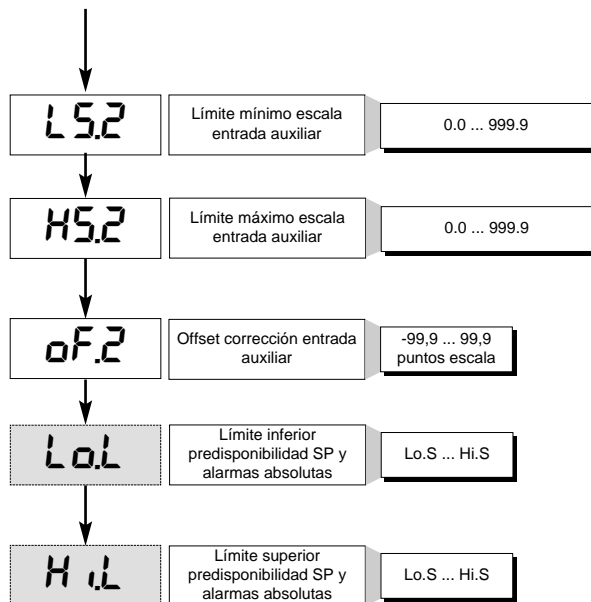 LS.2
Límite mínimo escala
entrada auxiliar
0.0 ... 999.9
HS.2
Límite máximo escala
entrada auxiliar
0.0 ... 999.9
oF.2
Offset corrección entrada
auxiliar
-99,9 ... 99,9
puntos escala
Lo.L
Límite inferior
predisponibilidad SP y
alarmas absolutas
Lo.S ... Hi.S
Hi.L
Límite superior
predisponibilidad SP y
alarmas absolutas
Lo.S ... Hi.S